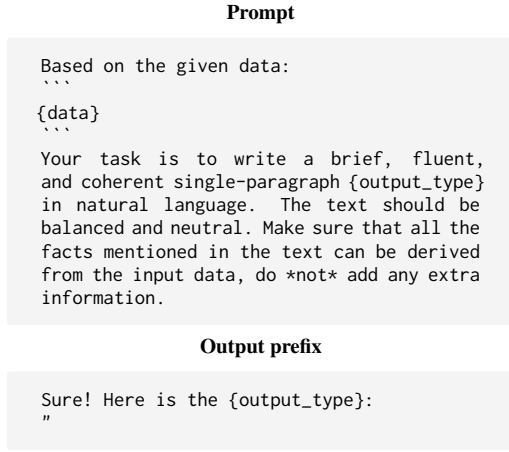 Prompt
Based on the given data:
```
{data}
```
Your task is to write a brief, fluent,
and coherent single-paragraph {output_type}
in natural language. The text should be
balanced and neutral. Make sure that all the
facts mentioned in the text can be derived
from the input data, do *not* add any extra
information.
Output prefix
Sure! Here is the {output_type}:
"